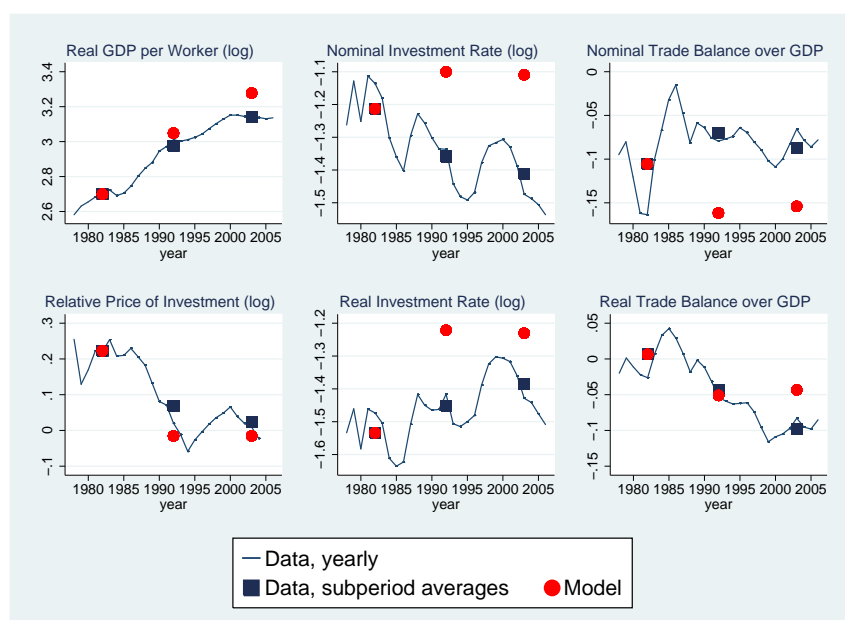 Real GDP per Worker (log)
3.4
3.2
3
2.8
2.6
1980 1985 1990 1995 2000 2005
year
Nominal Investment Rate (log)
−1.1
−1.2
−1.3
−1.4
−1.5
1980 1985 1990 1995 2000 2005
year
Nominal Trade Balance over GDP
0
−.05
−.1
−.15
1980 1985 1990 1995 2000 2005
year
Relative Price of Investment (log)
.3
.2
.1
0
−.1
1980 1985 1990 1995 2000 2005
year
Real Investment Rate (log)
−1.2
−1.3
−1.4
−1.5
−1.6
1980 1985 1990 1995 2000 2005
year
Real Trade Balance over GDP
.05
0
−.05
−.1
−.15
1980 1985 1990 1995 2000 2005
year
Data, yearly
Data, subperiod averages Model